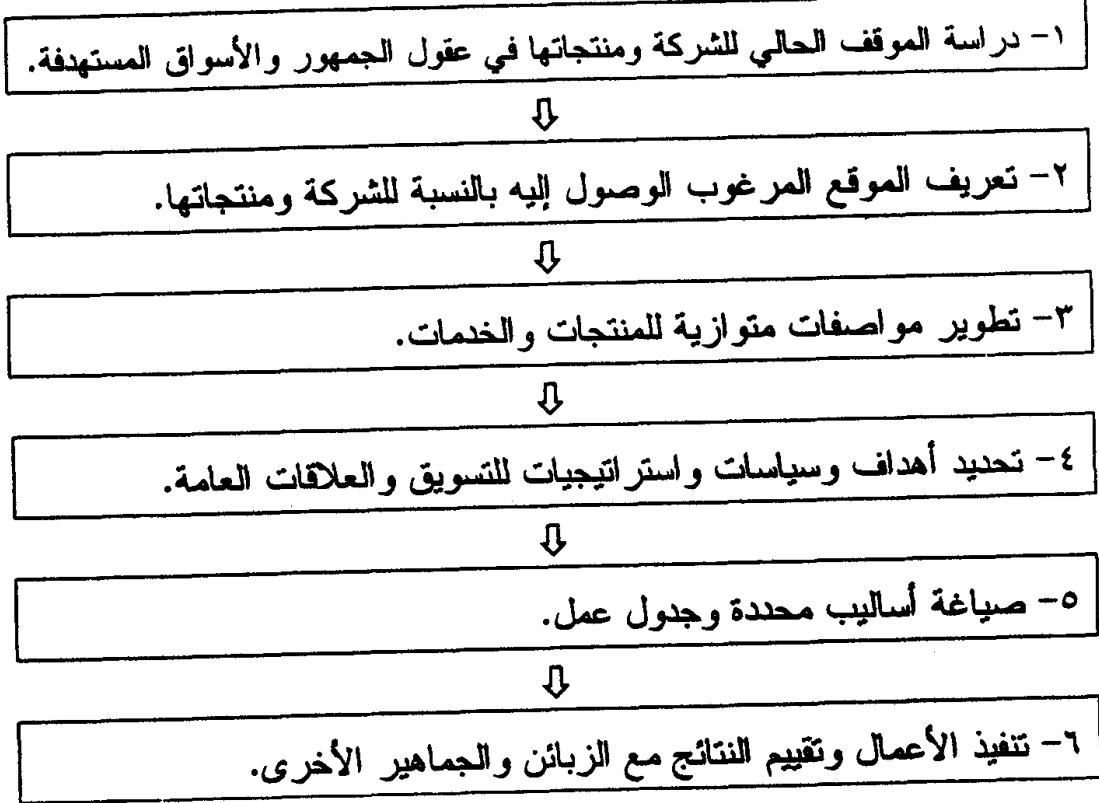 ١- دراسة الموقف الحالي للشركة ومنتجاتها في عقول الجمهور والأسواق المستهدفة.
٢- تعريف الموقع المرغوب الوصول إليه بالنسبة للشركة ومنتجاتها.
٣- تطوير مواصفات متوازية للمنتجات والخدمات.
٤- تحديد أهداف وسياسات واستراتيجيات للتسويق والعلاقات العامة.
٥- صياغة أساليب محددة وجدول عمل.
٦- تنفيذ الأعمال وتقييم النتائج مع الزبائن والجماهير الأخرى.